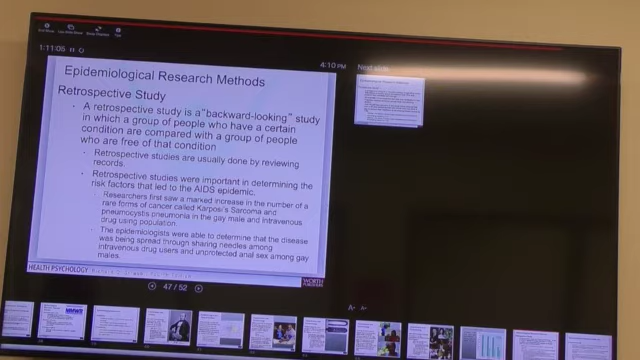 1:11:05
4:10 PM
Next slide
Epidemiological Research Methods
Retrospective Study
A retrospective study is a "backward-looking" study
in which a group of people who have a certain
condition are compared with a group of people
who are free of that condition
Retrospective studies are usually done by reviewing
records.
Retrospective studies were important in determining the
risk factors that led to the AIDS epidemic.
Researchers first saw a marked increase in the number of a
rare forms of cancer called Karposi's Sarcoma and
pneumocystis pneumonia in the gay male and intravenous
drug using population.
The epidemiologists were able to determine that the disease
was being spread through sharing needles among
intravenous drug users and unprotected anal sex among gay
males.
HEALTH PSYCHOLOGY
WORTH
47 / 52